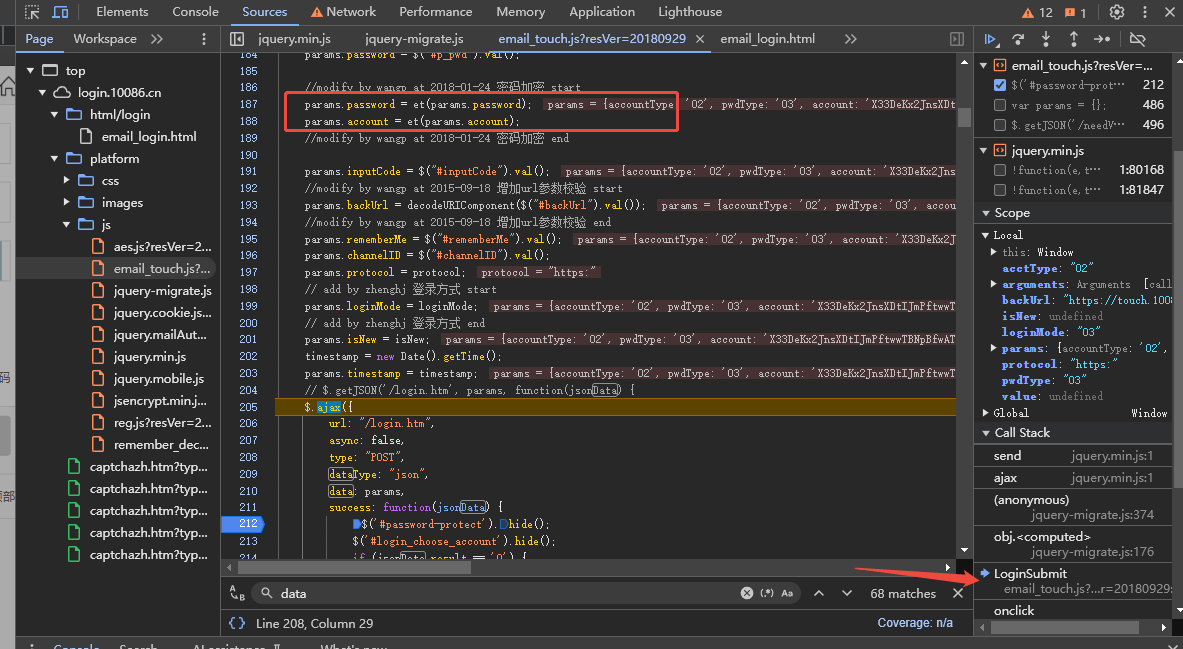 Elements Console Sources Network Performance Memory Application Lighthouse 12 1
Page Workspace jquery.min.js jquery-migrate.js email_touch.js?resVer=20180929 email_login.html
top
login.10086.cn
html/login
email_login.html
platform
css
images
js
aes.js?resVer=2...
email_touch.js?...
jquery-migrate.js
jquery.cookie.js...
jquery.mailAut...
jquery.min.js
jquery.mobile.js
jsencrypt.min.j...
reg.js?resVer=2...
remember_dec...
captchazh.htm?typ...
captchazh.htm?typ...
captchazh.htm?typ...
captchazh.htm?typ...
captchazh.htm?typ...
184 params.password = $("#p_pwd").val();
185
186 //modify by wangp at 2018-01-24 密码加密 start
187 params.password = et(params.password); params = {accountType: '02', pwdType: '03', account: 'X33DeKx2JnsXDt
188 params.account = et(params.account);
189 //modify by wangp at 2018-01-24 密码加密 end
190
191 params.inputCode = $("#inputCode").val(); params = {accountType: '02', pwdType: '03', account: 'X33DeKx2Jns
192 //modify by wangp at 2015-09-18 增加url参数校验 start
193 params.backUrl = decodeURIComponent($("#backUrl").val()); params = {accountType: '02', pwdType: '03', accou
194 //modify by wangp at 2015-09-18 增加url参数校验 end
195 params.rememberMe = $("#rememberMe").val(); params = {accountType: '02', pwdType: '03', account: 'X33DeKx2J
196 params.channelID = $("#channelID").val();
197 params.protocol = protocol; protocol = "https:"
198 // add by zhenghj 登录方式 start
199 params.loginMode = loginMode; params = {accountType: '02', pwdType: '03', account: 'X33DeKx2JnsXDtIJmPftwwT
200 // add by zhenghj 登录方式 end
201 params.isNew = isNew; params = {accountType: '02', pwdType: '03', account: 'X33DeKx2JnsXDtIJmPftwwTBNpBfwAT
202 timestamp = new Date().getTime();
203 params.timestamp = timestamp; params = {accountType: '02', pwdType: '03', account: 'X33DeKx2JnsXDtIJmPftwwT
204 // $.getJSON('/login.htm', params, function(jsonData) {
205 $.ajax({
206 url: "/login.htm",
207 async: false,
208 type: "POST",
209 dataType: "json",
210 data: params,
211 success: function(jsonData) {
212 $('#password-protect').hide();
213 $('#login_choose_account').hide();
214 if (jsonData.result == '0') {
data Aa 68 matches
{} Line 208, Column 29 Coverage: n/a
email_touch.js?resVer=...
$('#password-prot··· 212
var params = {}; 486
$.getJSON('/needV··· 496
jquery.min.js
!function(e,t··· 1:80168
!function(e,t··· 1:81847
Scope
Local
this: Window
acctType: "02"
arguments: Arguments [call
backUrl: "https://touch.1008
isNew: undefined
loginMode: "03"
params: {accountType: '02',
protocol: "https:"
pwdType: "03"
value: undefined
Global Window
Call Stack
send jquery.min.js:1
ajax jquery.min.js:1
(anonymous)
jquery-migrate.js:374
obj.<computed>
jquery-migrate.js:176
LoginSubmit
email_touch.js?...r=20180929:
onclick
Console Search AI assistance What's new